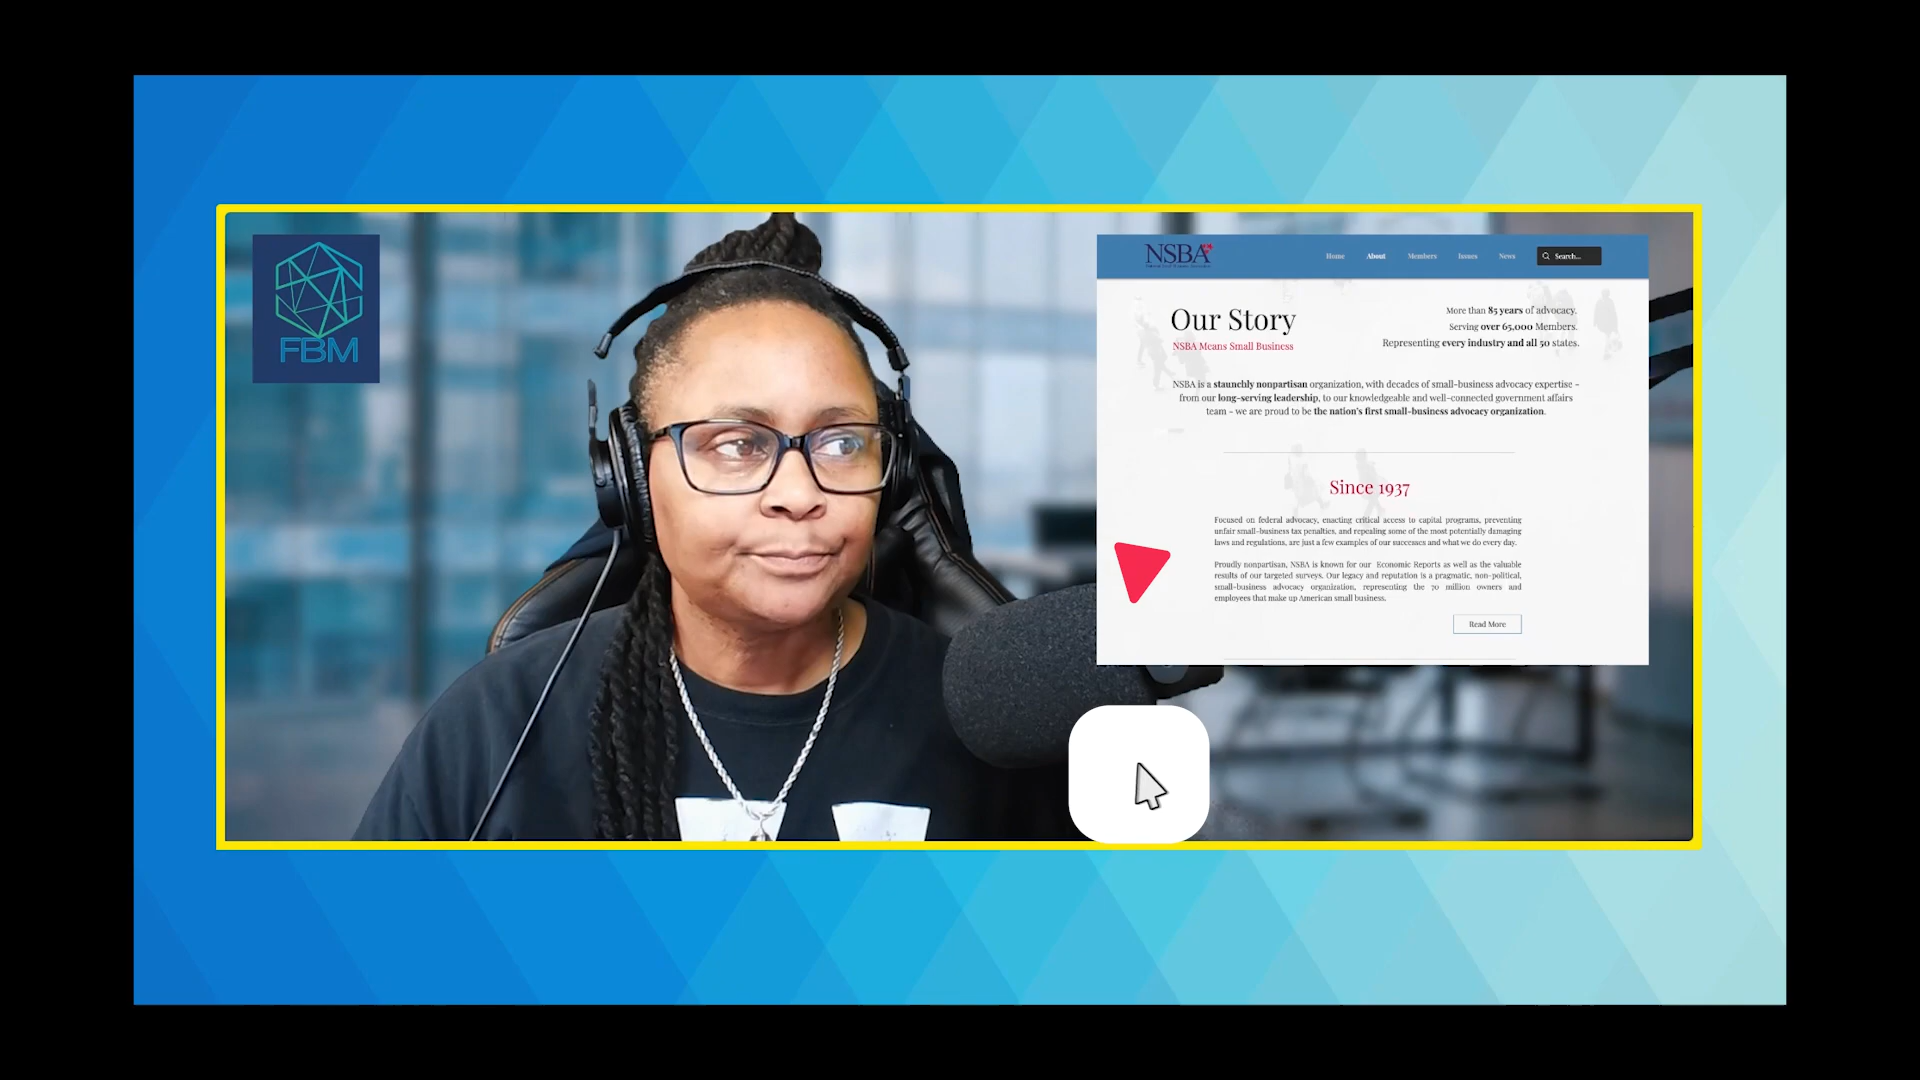 FBM
NSBA
Home About Members Issues News Search...
Our Story
NSBA Means Small Business
More than 85 years of advocacy.
Serving over 65,000 Members.
Representing every industry and all 50 states.
NSBA is a staunchly nonpartisan organization, with decades of small-business advocacy expertise -
from our long-serving leadership, to our knowledgeable and well-connected government affairs
team - we are proud to be the nation's first small-business advocacy organization.
Since 1937
Focused on federal advocacy, enacting critical access to capital programs, preventing
unfair small-business tax penalties, and repealing some of the most potentially damaging
laws and regulations, are just a few examples of our successes and what we do every day.
Proudly nonpartisan, NSBA is known for our Economic Reports as well as the valuable
results of our targeted surveys. Our legacy and reputation is a pragmatic, non-political,
small-business advocacy organization, representing the 70 million owners and
employees that make up American small business.
Read More